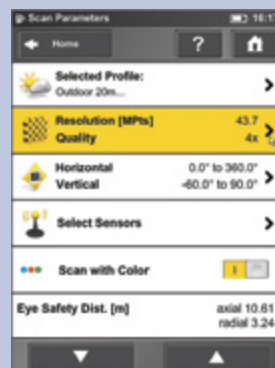 Scan Parameters 16:1
Home ?
Selected Profile:
Outdoor 20m...
Resolution [MPts] 43.7
Quality 4x
Horizontal 0.0° to 360.0°
Vertical -60.0° to 90.0°
Select Sensors
Scan with Color I
Eye Safety Dist. [m] axial 10.61
radial 3.24